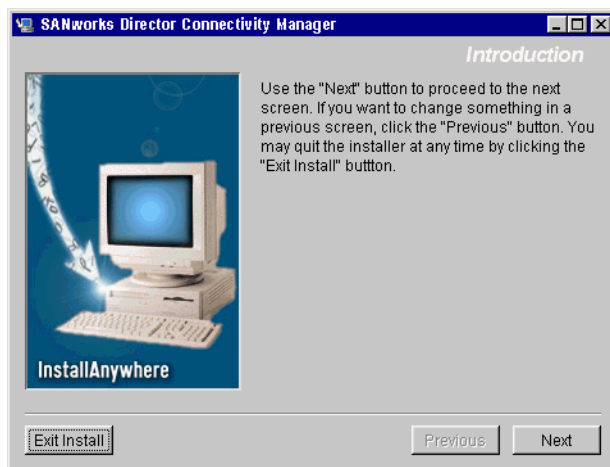 SANworks Director Connectivity Manager
Introduction
Use the "Next" button to proceed to the next
screen. If you want to change something in a
previous screen, click the "Previous" button. You
may quit the installer at any time by clicking the
"Exit Install" buttton.
InstallAnywhere
Exit Install
Previous
Next